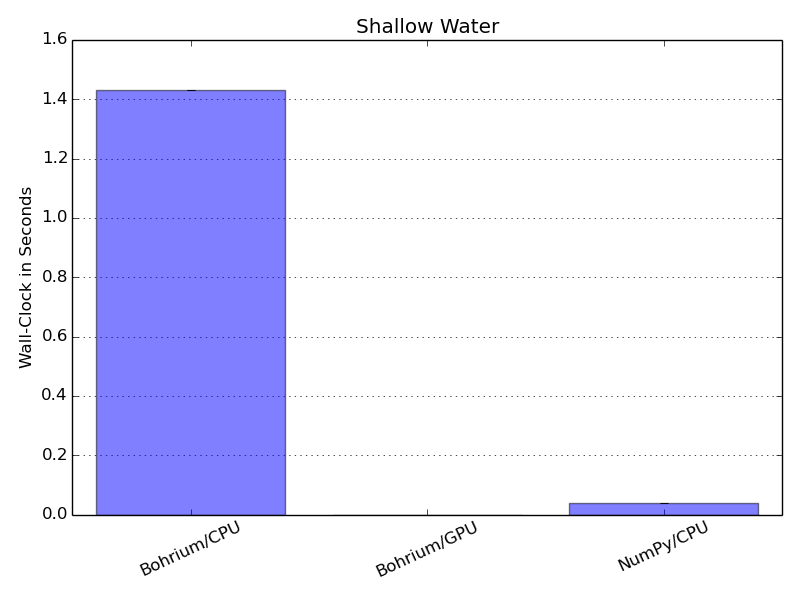 Shallow Water
Wall-Clock in Seconds
1.6
1.4
1.2
1.0
0.8
0.6
0.4
0.2
0.0
Bohrium/CPU
Bohrium/GPU
NumPy/CPU